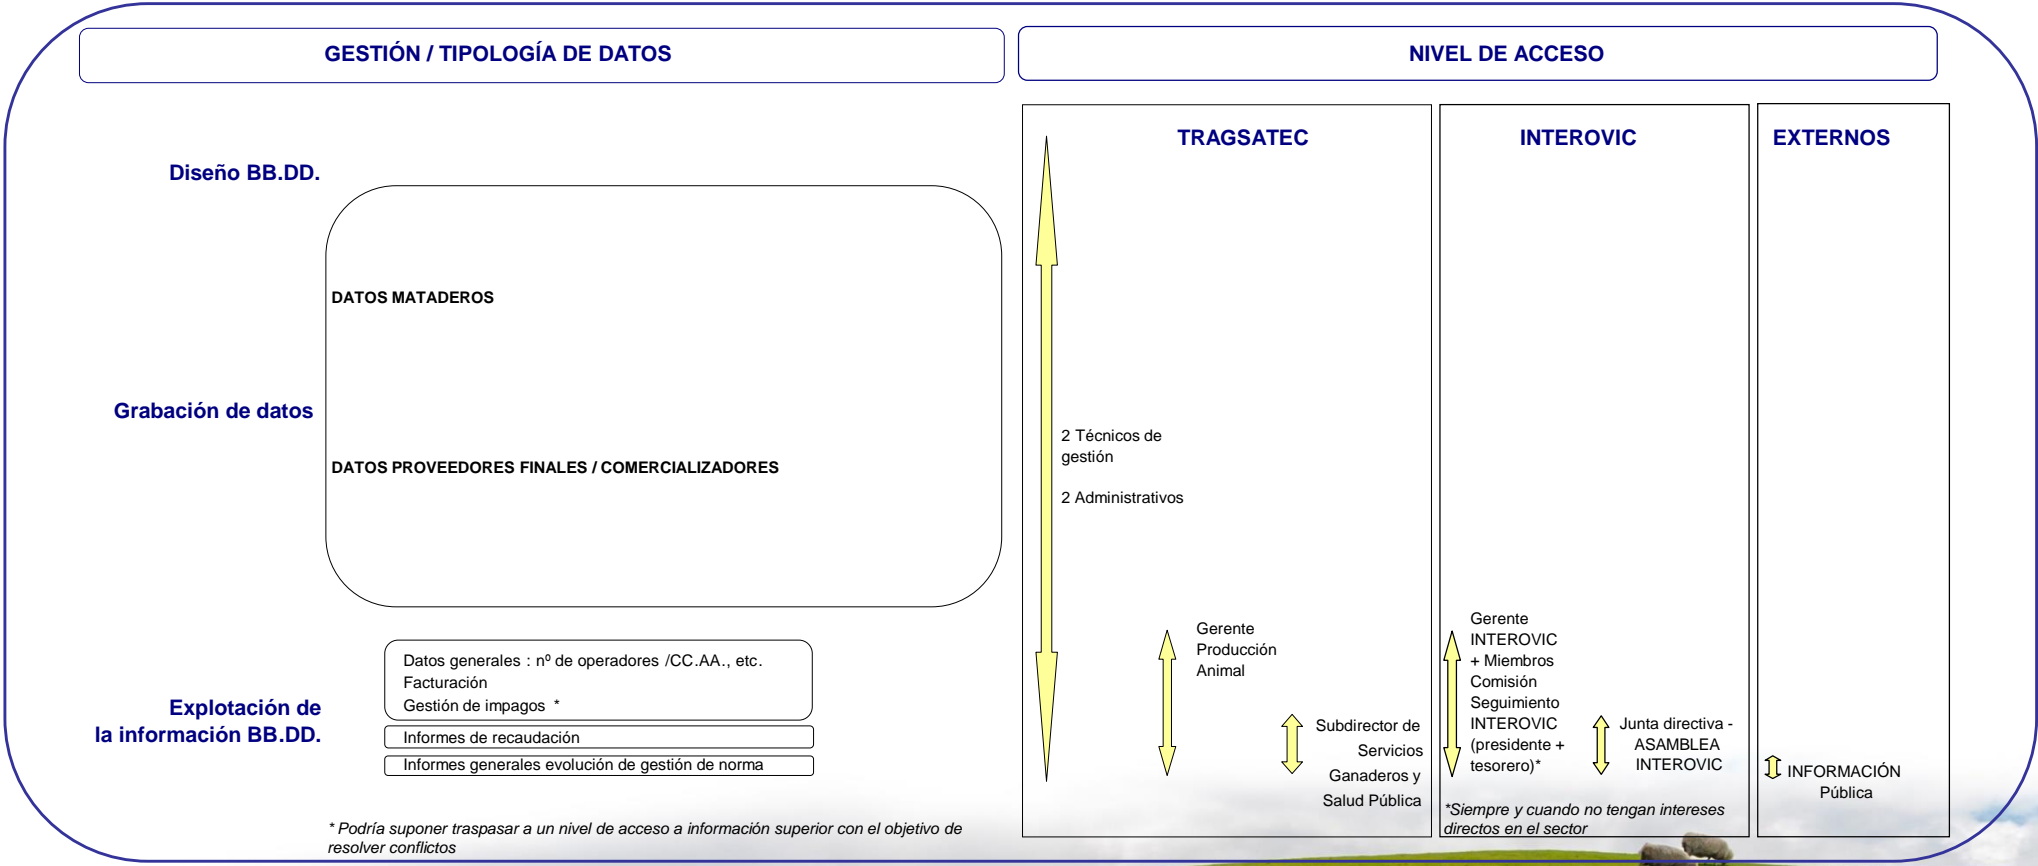 GESTIÓN / TIPOLOGÍA DE DATOS
NIVEL DE ACCESO
Diseño BB.DD.
DATOS MATADEROS
Grabación de datos
DATOS PROVEEDORES FINALES / COMERCIALIZADORES
Explotación de
la información BB.DD.
Datos generales : nº de operadores /CC.AA., etc.
Facturación
Gestión de impagos *
Informes de recaudación
Informes generales evolución de gestión de norma
* Podría suponer traspasar a un nivel de acceso a información superior con el objetivo de
resolver conflictos
TRAGSATEC
2 Técnicos de
gestión
2 Administrativos
Gerente
Producción
Animal
Subdirector de
Servicios
Ganaderos y
Salud Pública
INTEROVIC
Gerente
INTEROVIC
+ Miembros
Comisión
Seguimiento
INTEROVIC
(presidente +
tesorero)*
Junta directiva -
ASAMBLEA
INTEROVIC
*Siempre y cuando no tengan intereses
directos en el sector
EXTERNOS
INFORMACIÓN
Pública